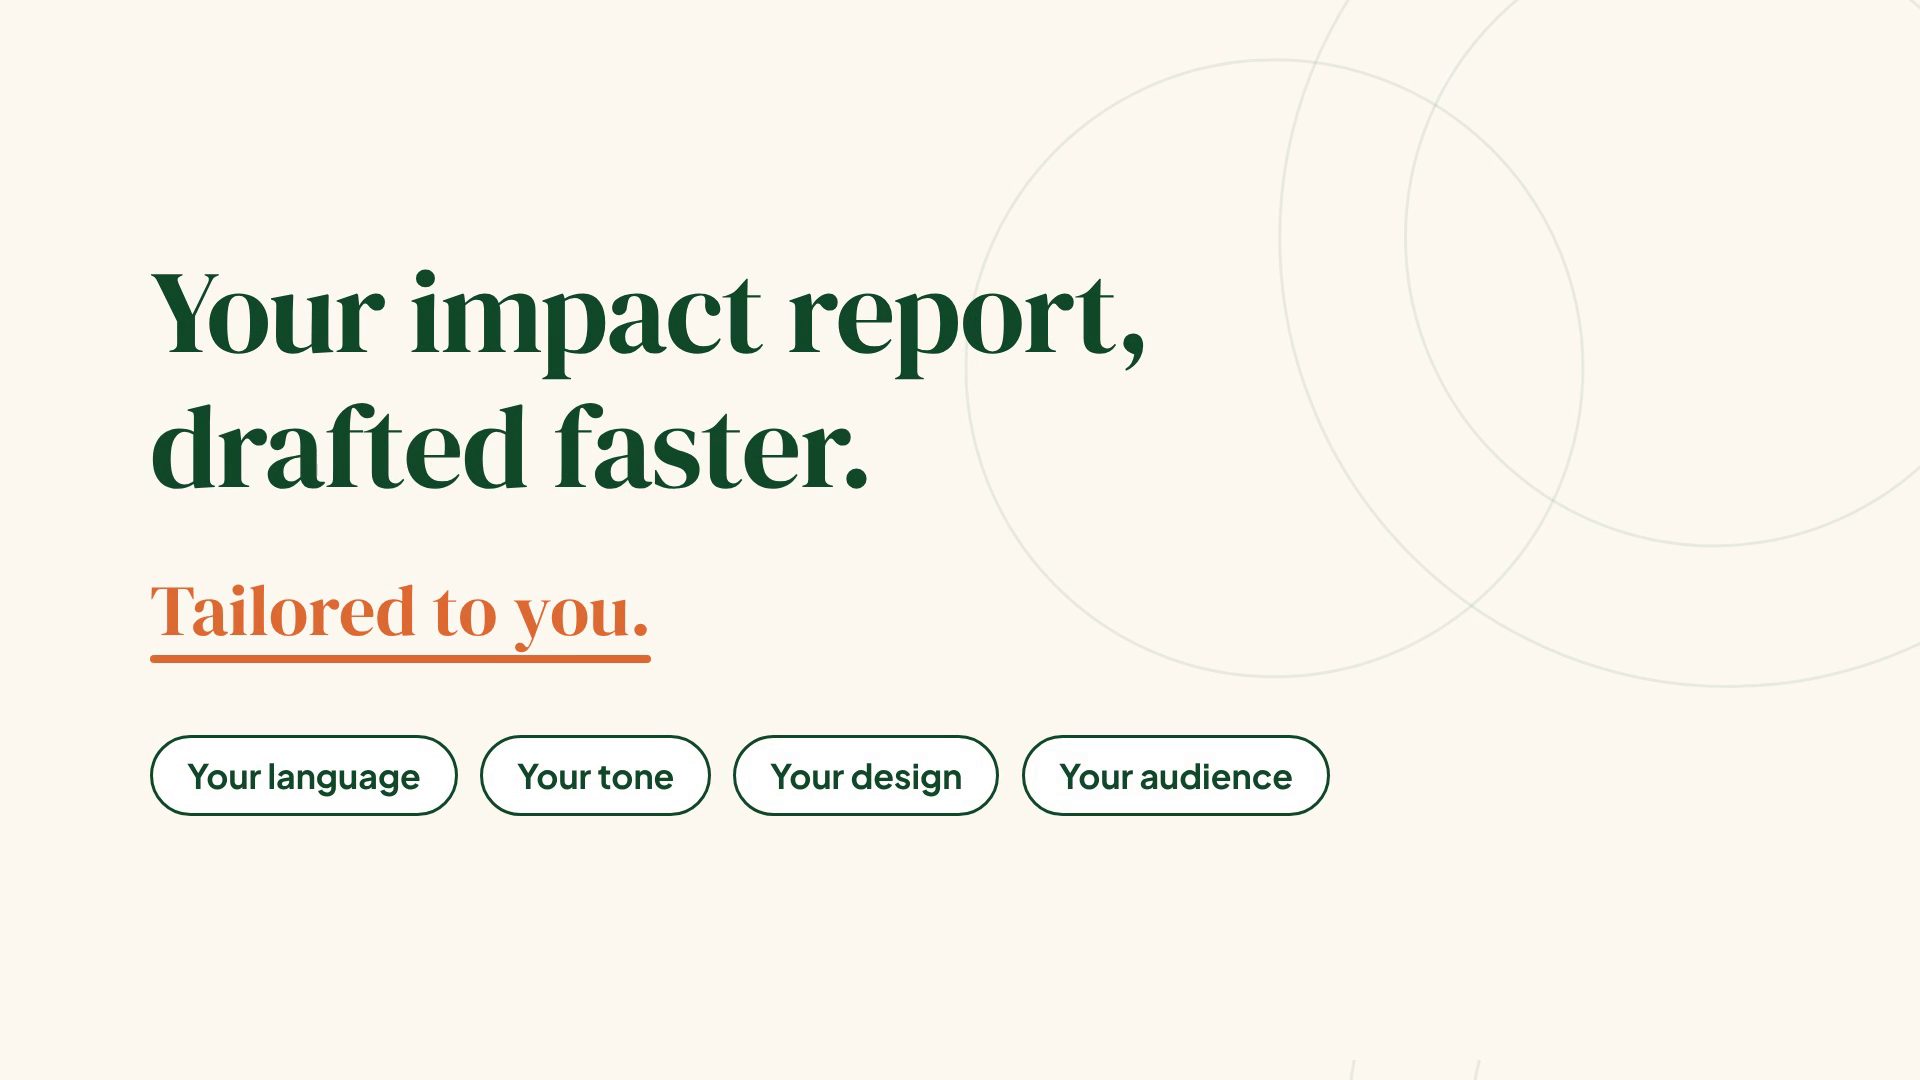 Your impact report,
drafted faster.
Tailored to you.
Your language
Your tone
Your design
Your audience